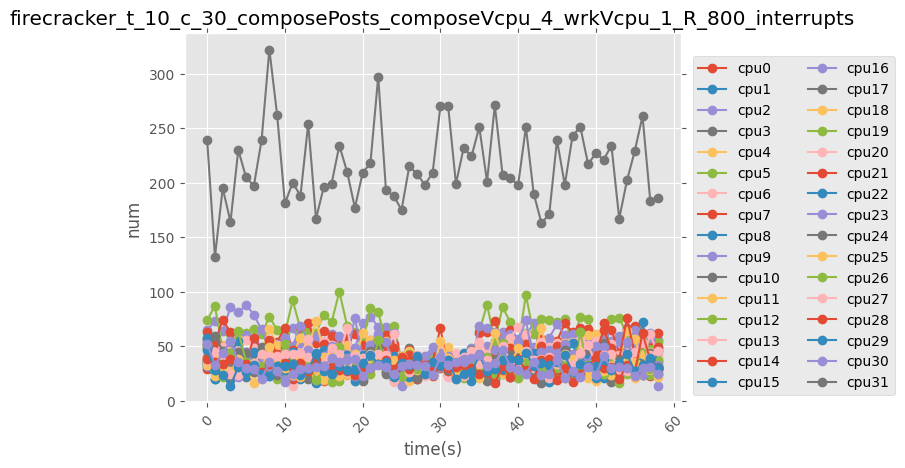 firecracker_t_10_c_30_composePosts_composeVcpu_4_wrkVcpu_1_R_800_interrupts
300
250
200
150
100
50
0
num
0 10 20 30 40 50 60
time(s)
cpu0 cpu16
cpu1 cpu17
cpu2 cpu18
cpu3 cpu19
cpu4 cpu20
cpu5 cpu21
cpu6 cpu22
cpu7 cpu23
cpu8 cpu24
cpu9 cpu25
cpu10 cpu26
cpu11 cpu27
cpu12 cpu28
cpu13 cpu29
cpu14 cpu30
cpu15 cpu31